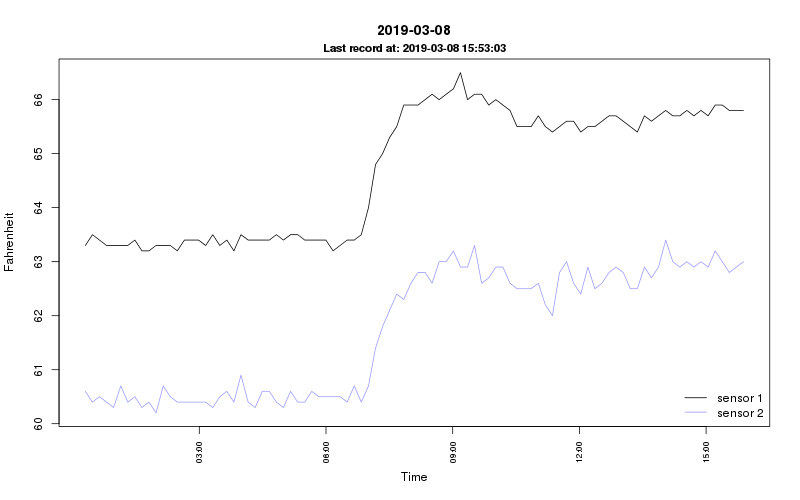 2019-03-08
Last record at: 2019-03-08 15:53:03
66
65
64
63
62
61
60
Fahrenheit
sensor 1
sensor 2
03:00
06:00
09:00
12:00
15:00
Time